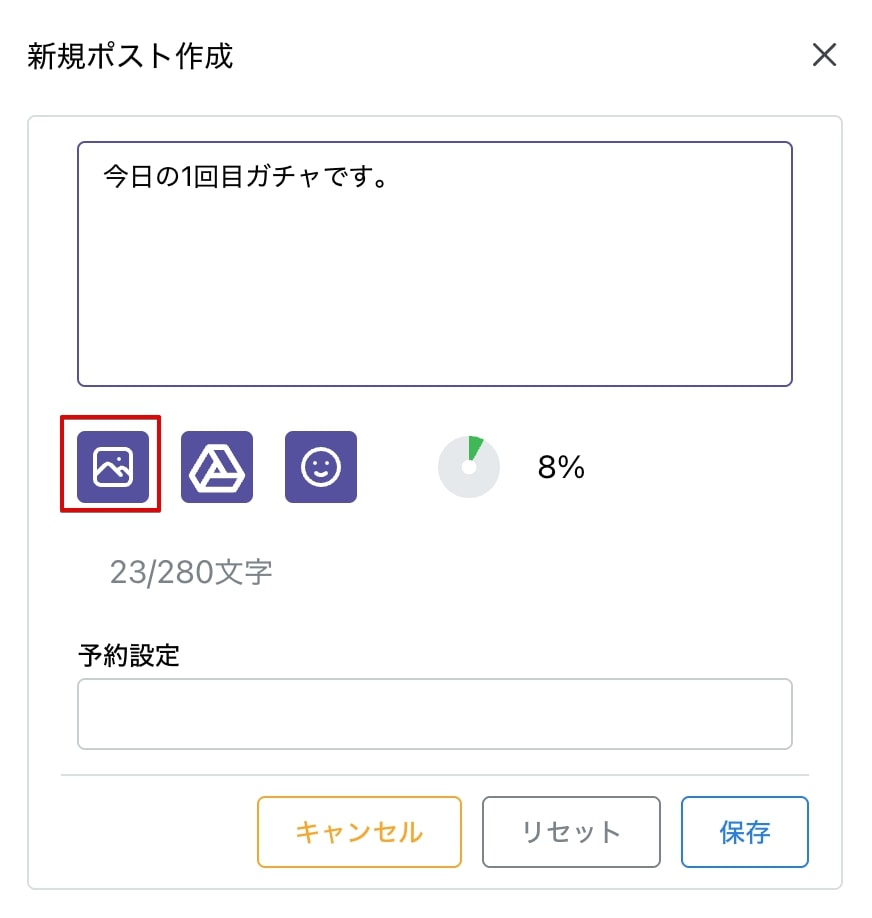 新規ポスト作成
今日の1回目ガチャです。
8%
23/280文字
予約設定
キャンセル
リセット
保存